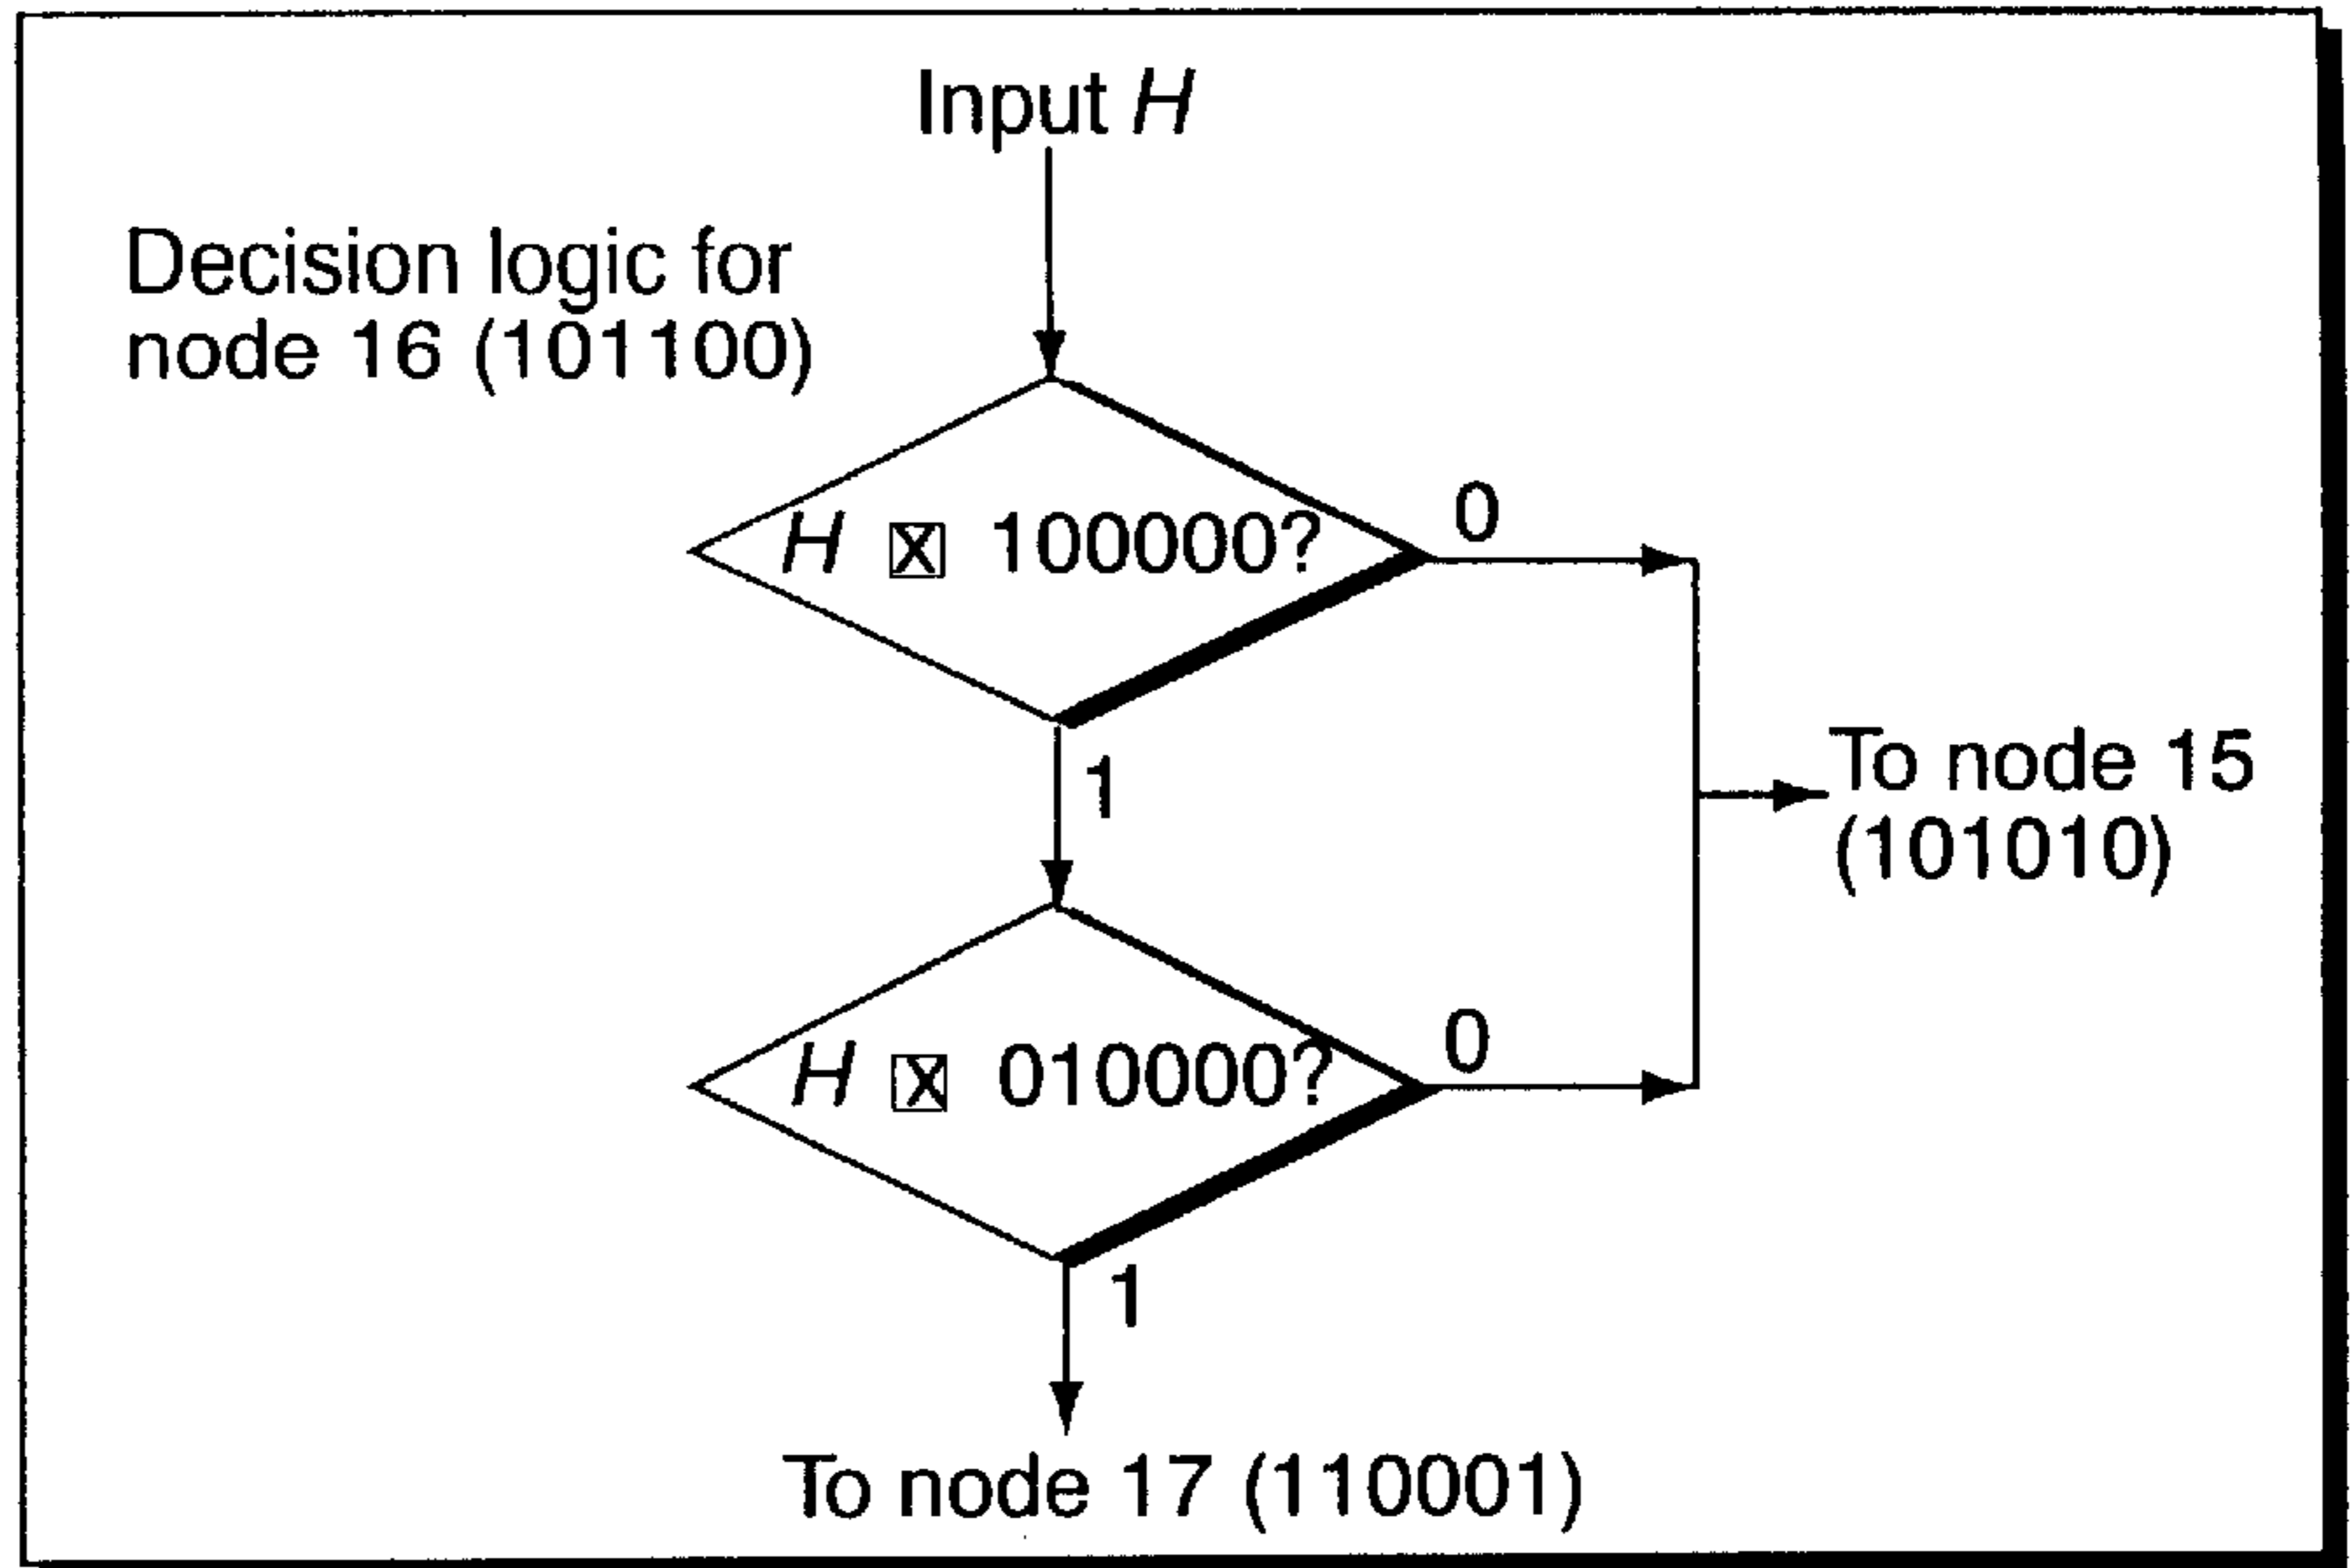 Input H
Decision logic for
node 16 (101100)
H ☒ 100000?
0
1
To node 15
(101010)
H ☒ 010000?
0
1
To node 17 (110001)